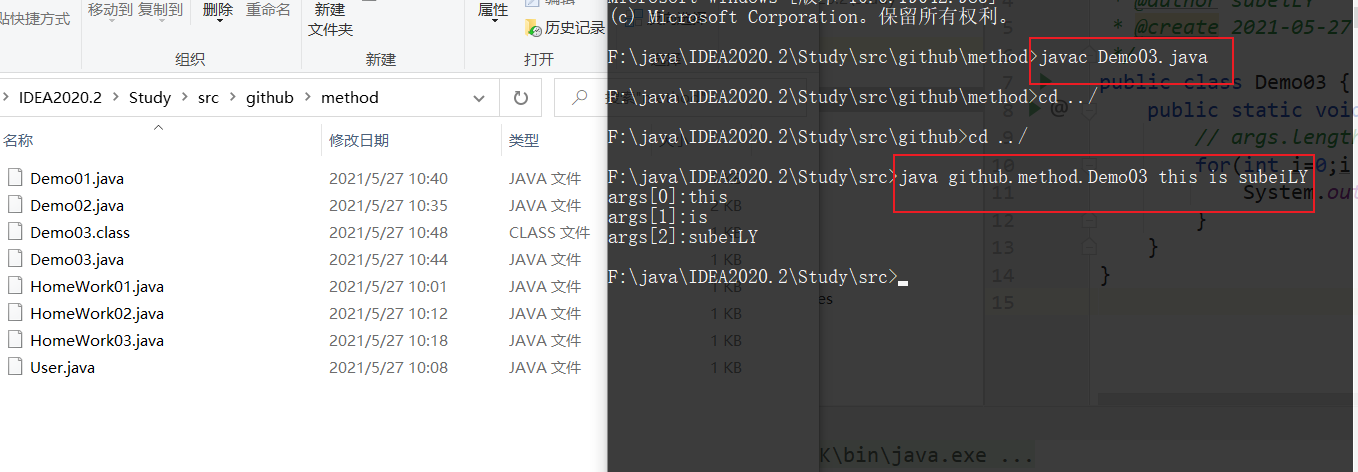 贴快捷方式
移动到 复制到
删除 重命名
新建
文件夹
属性
编辑
历史记录
组织
新建
打开
IDEA2020.2 > Study > src > github > method
名称 修改日期 类型
Demo01.java 2021/5/27 10:40 JAVA 文件
Demo02.java 2021/5/27 10:35 JAVA 文件 2 KB
Demo03.class 2021/5/27 10:48 CLASS 文件 1 KB
Demo03.java 2021/5/27 10:44 JAVA 文件 1 KB
HomeWork01.java 2021/5/27 10:01 JAVA 文件 1 KB
HomeWork02.java 2021/5/27 10:12 JAVA 文件 1 KB
HomeWork03.java 2021/5/27 10:18 JAVA 文件 1 KB
User.java 2021/5/27 10:08 JAVA 文件 1 KB
(c) Microsoft Corporation。保留所有权利。
F:\java\IDEA2020.2\Study\src\github\method>javac Demo03.java
F:\java\IDEA2020.2\Study\src\github\method>cd ../
F:\java\IDEA2020.2\Study\src\github>cd ../
F:\java\IDEA2020.2\Study\src>java github.method.Demo03 this is subeiLY
args[0]:this
args[1]:is
args[2]:subeiLY
F:\java\IDEA2020.2\Study\src>
* @author subeiLY
5 * @create 2021-05-27
7 public class Demo03 {
public static voi
// args.length
10 for(int i=0;i
11 System.out
12 }
13 }
14 }
15
K\bin\java.exe ...